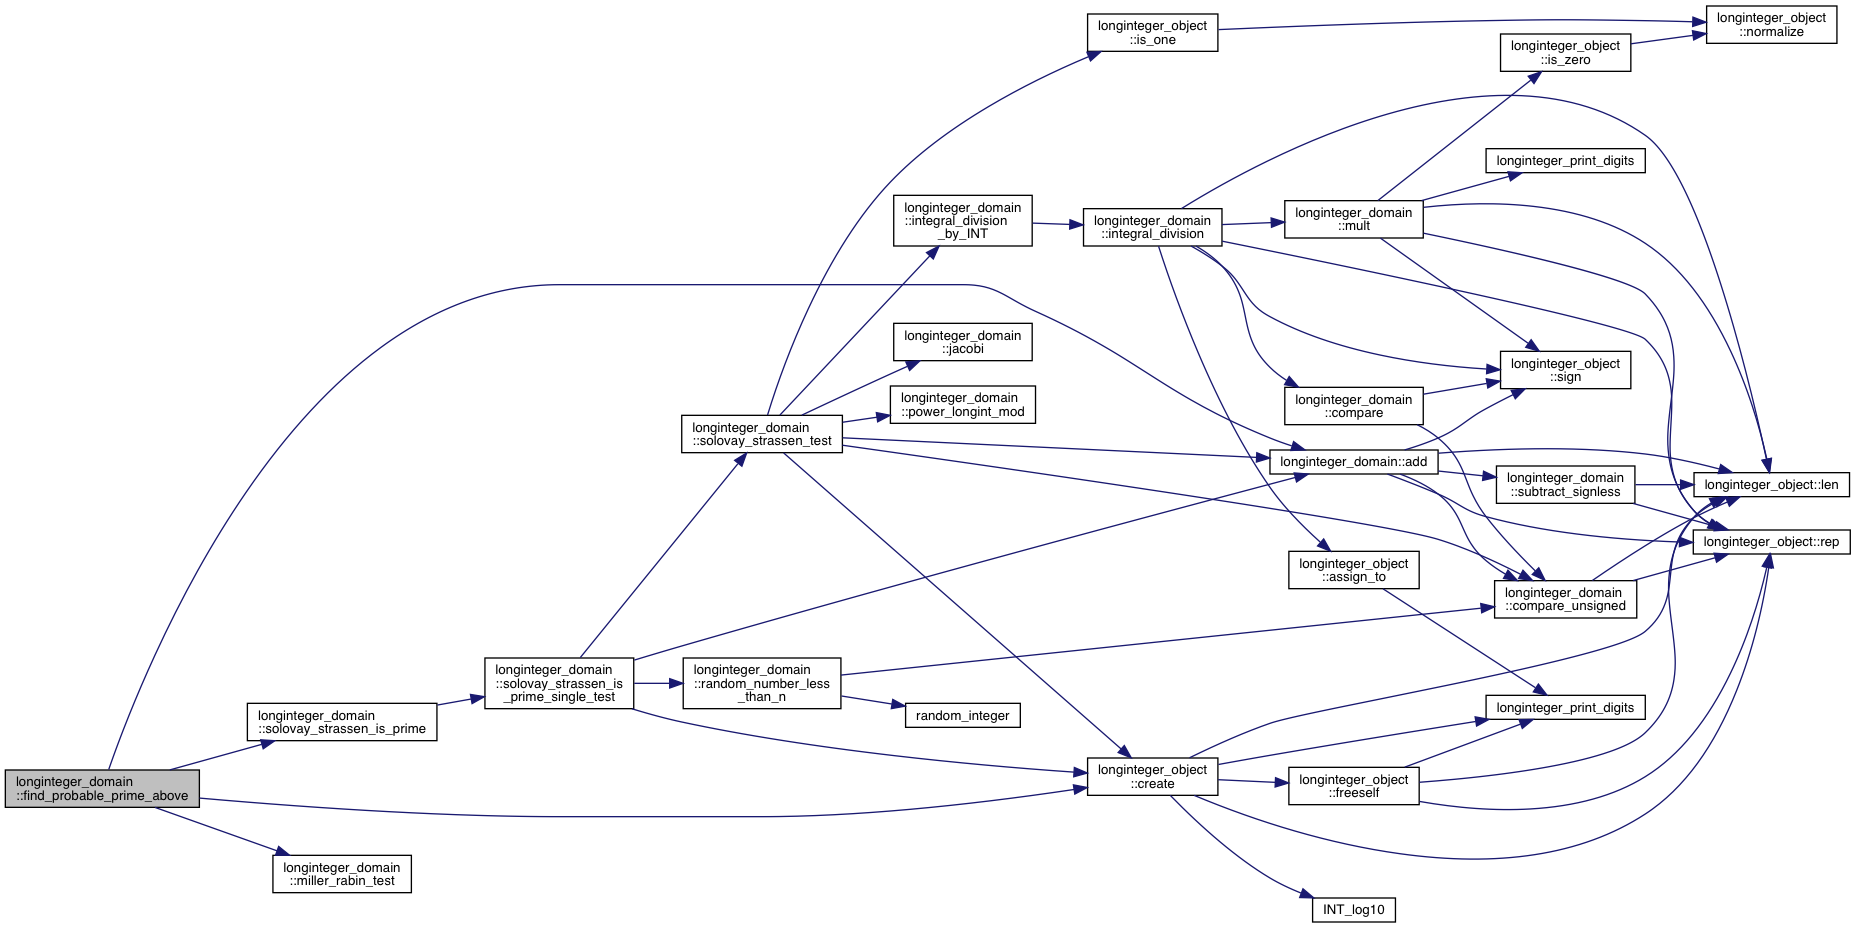 longinteger_domain
::find_probable_prime_above
longinteger_domain
::solovay_strassen_is_prime
longinteger_domain
::miller_rabin_test
longinteger_domain
::solovay_strassen_is
_prime_single_test
longinteger_domain
::solovay_strassen_test
longinteger_domain
::random_number_less
_than_n
longinteger_domain
::integral_division
_by_INT
longinteger_domain
::jacobi
longinteger_domain
::power_longint_mod
random_integer
longinteger_object
::is_one
longinteger_domain
::integral_division
longinteger_object
::create
longinteger_domain
::mult
longinteger_domain
::compare
longinteger_domain::add
longinteger_object
::assign_to
longinteger_object
::freeself
INT_log10
longinteger_object
::is_zero
longinteger_print_digits
longinteger_object
::sign
longinteger_domain
::subtract_signless
longinteger_domain
::compare_unsigned
longinteger_print_digits
longinteger_object
::normalize
longinteger_object::len
longinteger_object::rep